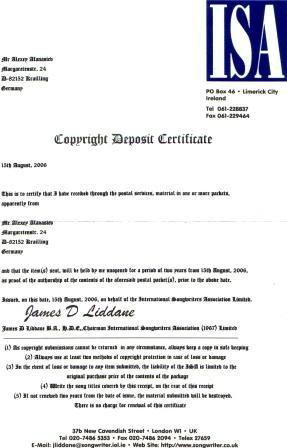 ISA
Mr Alexey Afanasiev
Margaretenstr. 24
D-82152 Krailling
Germany
PO Box 46 • Limerick City
Ireland
Tel 061-228837
Fax 061-229464
Copyright Deposit Certificate
15th August, 2006
This is to certify that I have received through the postal services, material in one or more packets,
apparently from
Mr Alexey Afanasiev
Margaretenstr. 24
D-82152 Krailling
Germany
and that the item(s) sent, will be held by me unopened for a period of two years from 15th August, 2006,
as proof of the authorship of the contents of the aforesaid postal packet(s), prior to the above date.
Issued, on this date, 15th August, 2006, on behalf of the International Songwriters Association Limited.
James D Liddane
James D Liddane B.A., H.D.E., Chairman International Songwriters Association (1967) Limited
(1) As copyright submissions cannot be returned in any circumstance, always keep a copy in safe keeping
(2) Always use at least two methods of copyright protection in case of loss or damage
(3) In the event of loss or damage to any item submitted, the liability of the ISA is limited to the
original purchase price of the contents of the package
(4) Write the song titles covered by this receipt, on the rear of this receipt
(5) If not renewed two years from the date of issue, the material submitted will be destroyed.
There is no charge for renewal of this certificate
37b New Cavendish Street • London W1 • UK
Tel 020-7486 5353 • Fax 020-7486 2094 • Telex 27659
E-Mail: jliddane@songwriter.iol.ie • Web Site: http://www.songwriter.co.uk